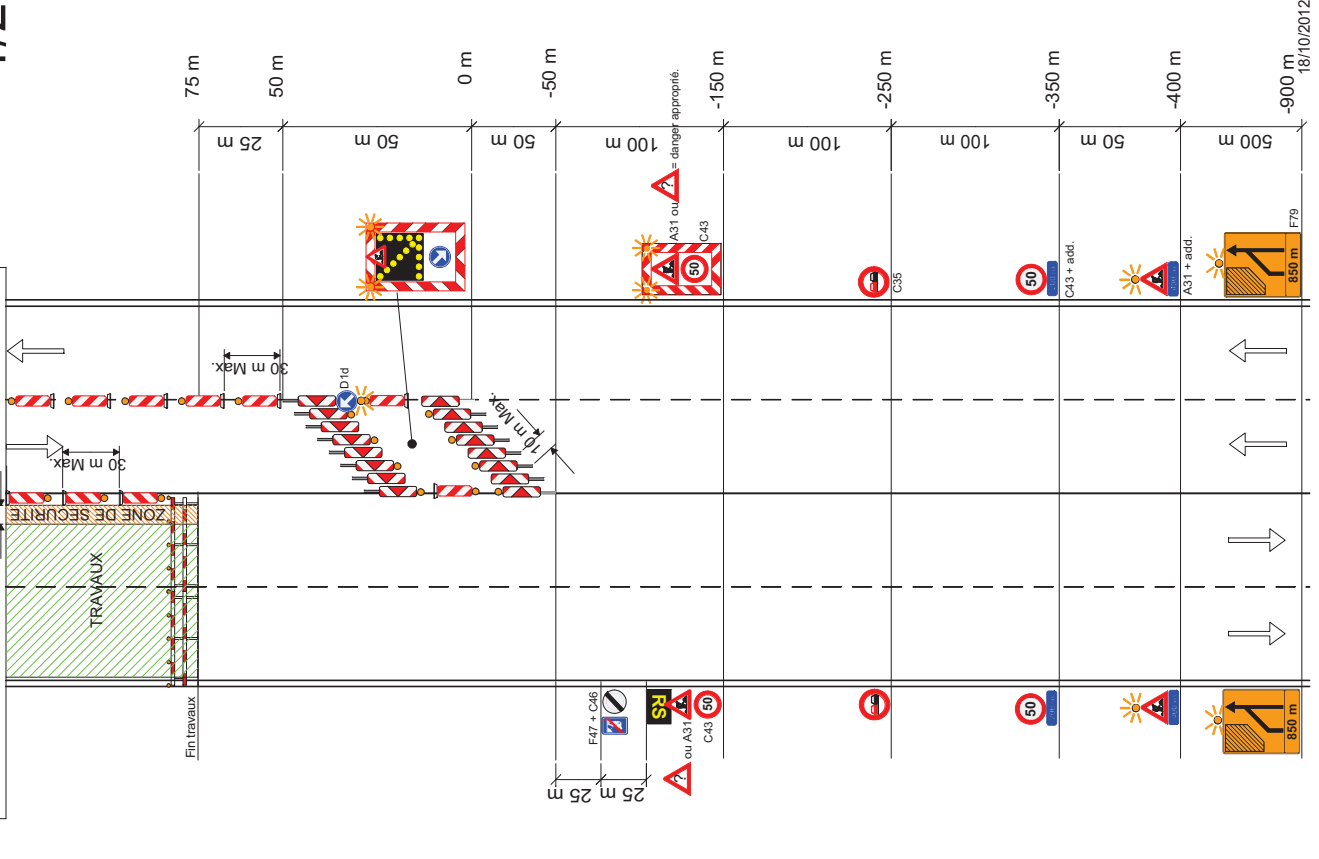 75 m
25 m
50 m
50 m
30 m Max.
30 m Max.
ZONE DE SECURITE
TRAVAUX
D1d
0 m
50 m
10 m Max.
-50 m
Fin travaux
100 m
A31 ou
?
= danger approprié.
C43
50
-150 m
F47 + C46
RS
?
ou A31
C43
50
25 m
25 m
100 m
C35
-250 m
100 m
50
50
C43 + add.
-350 m
50 m
A31 + add.
-400 m
500 m
850 m
850 m
F79
-900 m
18/10/2012